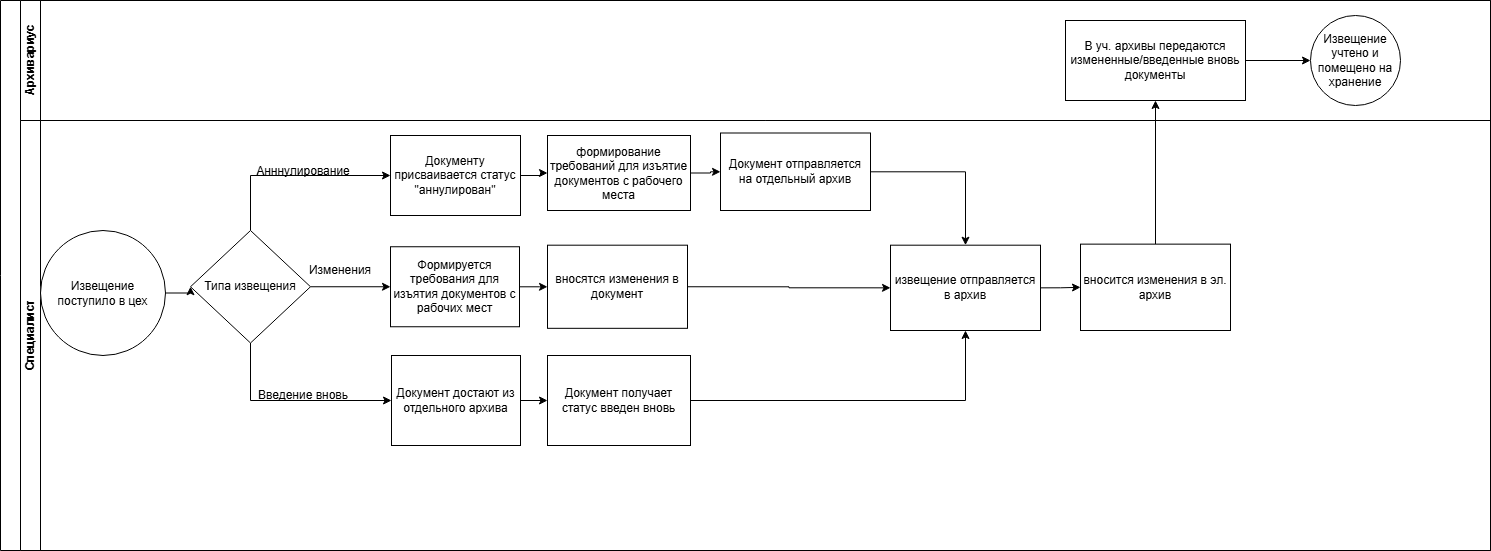 Архивариус
В уч. архивы передаются
измененные/введенные вновь
документы
Извещение
учтено и
помещено на
хранение
Специалист
Извещение
поступило в цех
Типа извещения
Анннулирование
Документу
присваивается статус
"аннулирован"
формирование
требований для изъятие
документов с рабочего
места
Документ отправляется
на отдельный архив
Изменения
Формируется
требования для
изъятия документов с
рабочих мест
вносятся изменения в
документ
извещение отправляется
в архив
вносится изменения в эл.
архив
Введение вновь
Документ достают из
отдельного архива
Документ получает
статус введен вновь